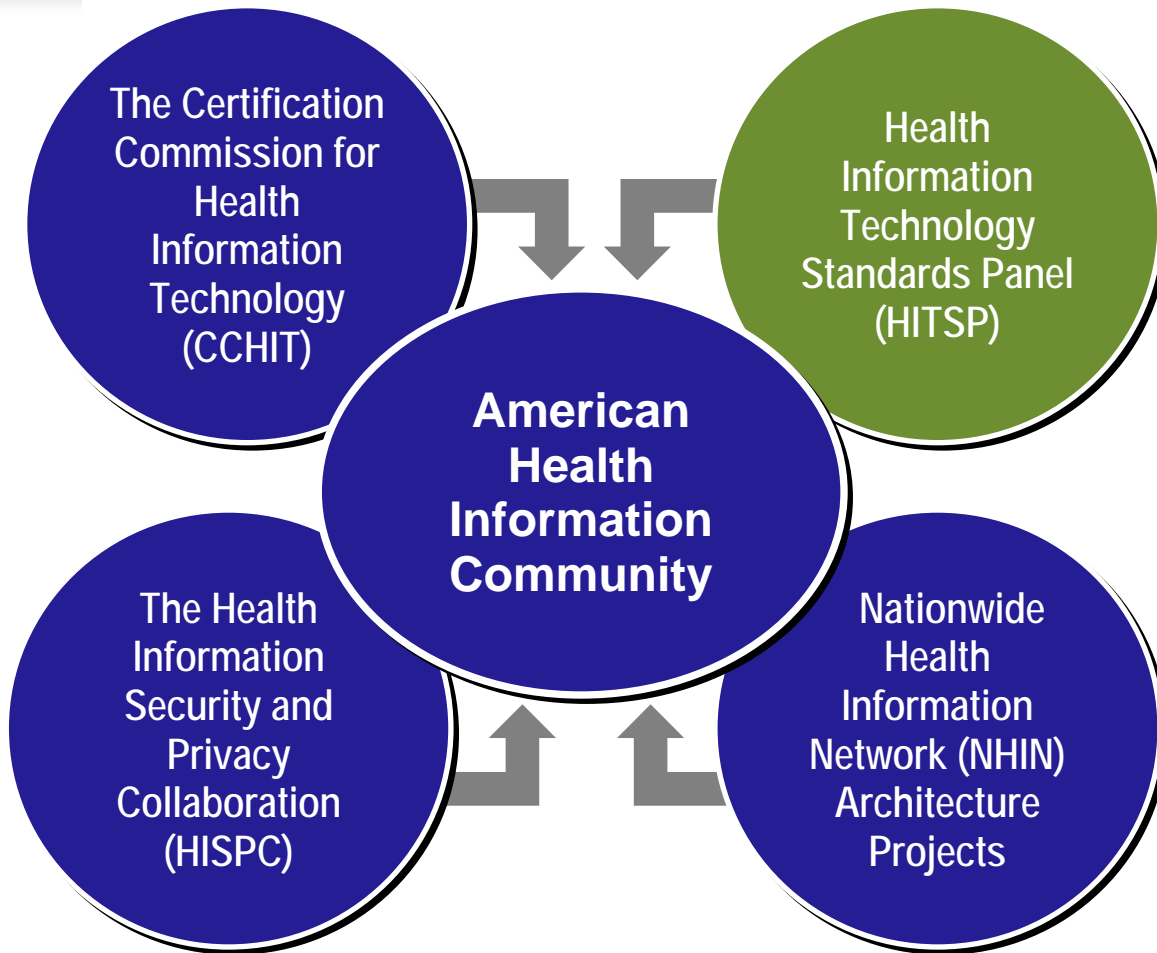 The Certification
Commission for
Health
Information
Technology
(CCHIT)
Health
Information
Technology
Standards Panel
(HITSP)
American
Health
Information
Community
The Health
Information
Security and
Privacy
Collaboration
(HISPC)
Nationwide
Health
Information
Network (NHIN)
Architecture
Projects